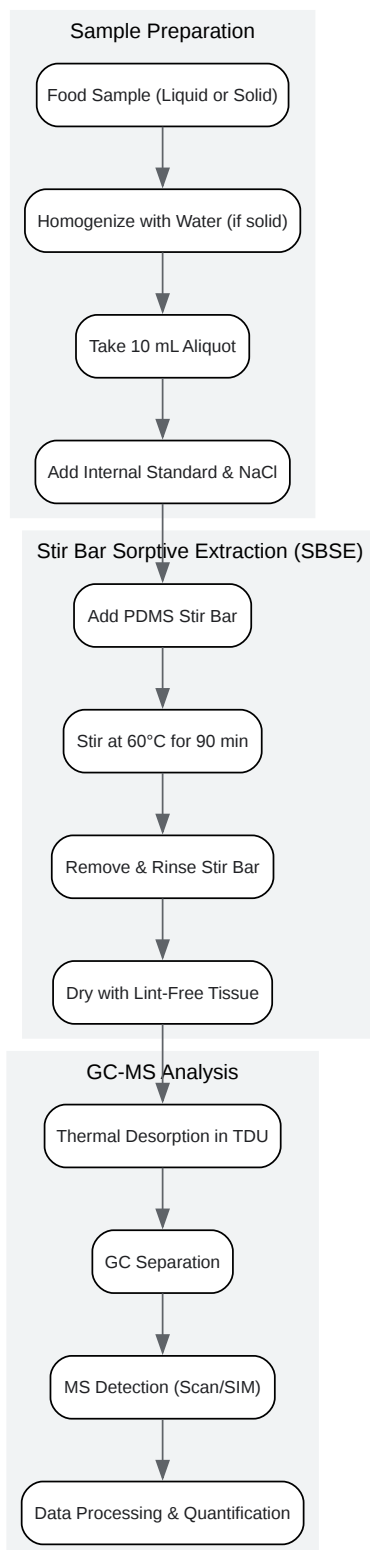 Sample Preparation
Food Sample (Liquid or Solid)
Homogenize with Water (if solid)
Take 10 mL Aliquot
Add Internal Standard & NaCl
Stir Bar Sorptive Extraction (SBSE)
Add PDMS Stir Bar
Stir at 60°C for 90 min
Remove & Rinse Stir Bar
Dry with Lint-Free Tissue
GC-MS Analysis
Thermal Desorption in TDU
GC Separation
MS Detection (Scan/SIM)
Data Processing & Quantification